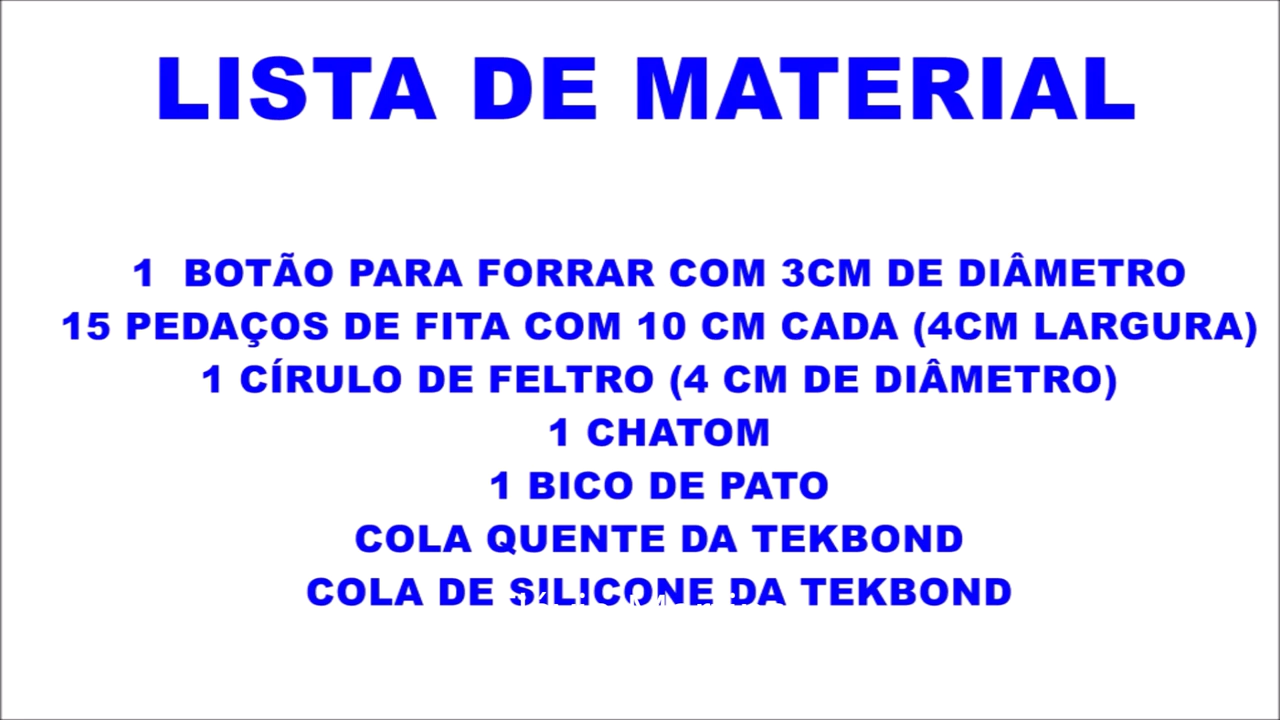 LISTA DE MATERIAL
1 BOTÃO PARA FORRAR COM 3CM DE DIÂMETRO
15 PEDAÇOS DE FITA COM 10 CM CADA (4CM LARGURA)
1 CÍRULO DE FELTRO (4 CM DE DIÂMETRO)
1 CHATOM
1 BICO DE PATO
COLA QUENTE DA TEKBOND
COLA DE SILICONE DA TEKBOND